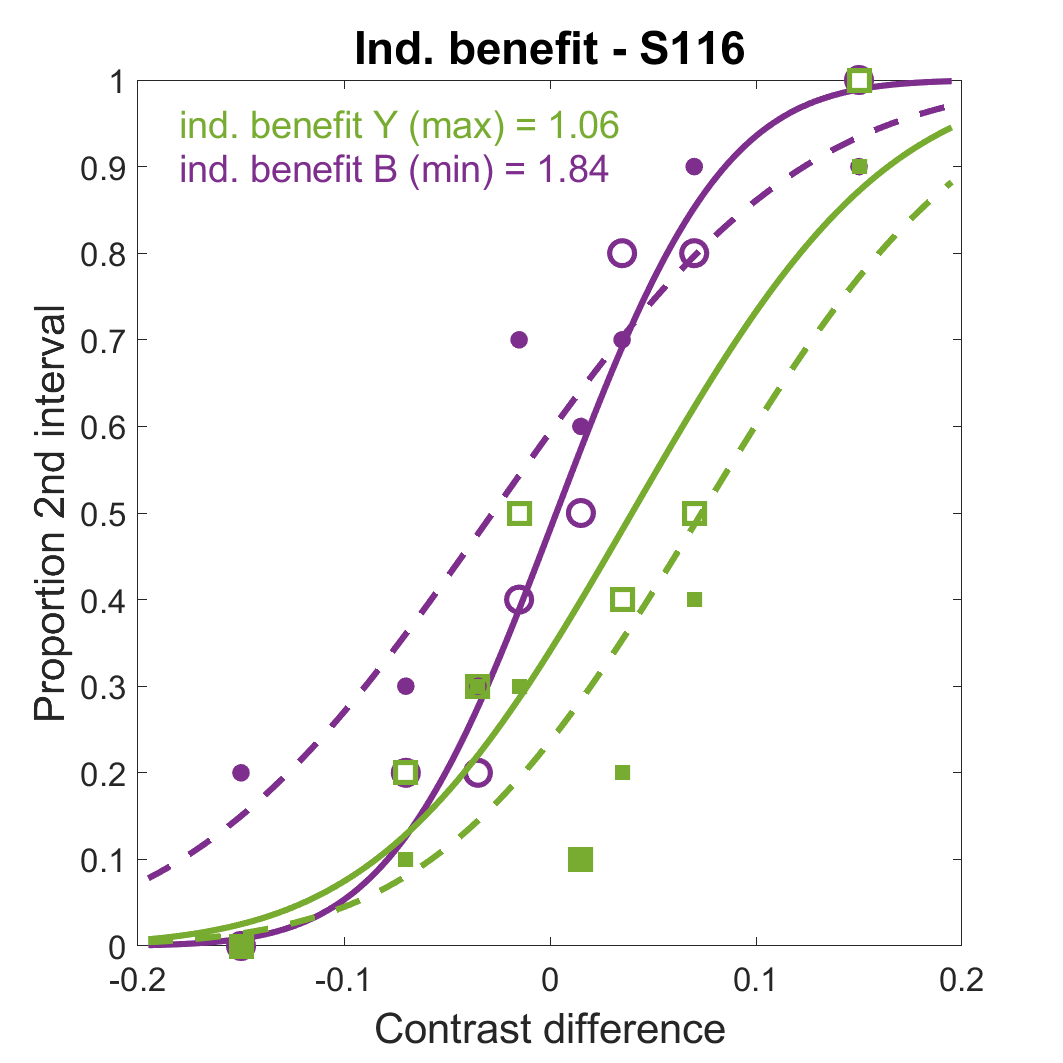 Ind. benefit - S116
ind. benefit Y (max) = 1.06
ind. benefit B (min) = 1.84
Proportion 2nd interval
1
0.9
0.8
0.7
0.6
0.5
0.4
0.3
0.2
0.1
0
-0.2 -0.1 0 0.1 0.2
Contrast difference